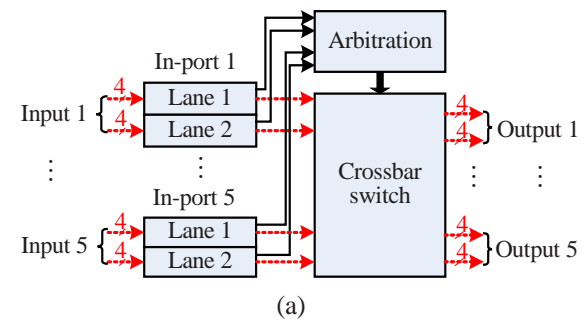 In-port 1
Arbitration
Input 1
4
Lane 1
4
Lane 2
4
4
Output 1
Crossbar
switch
In-port 5
Input 5
4
Lane 1
4
Lane 2
4
4
Output 5
(a)